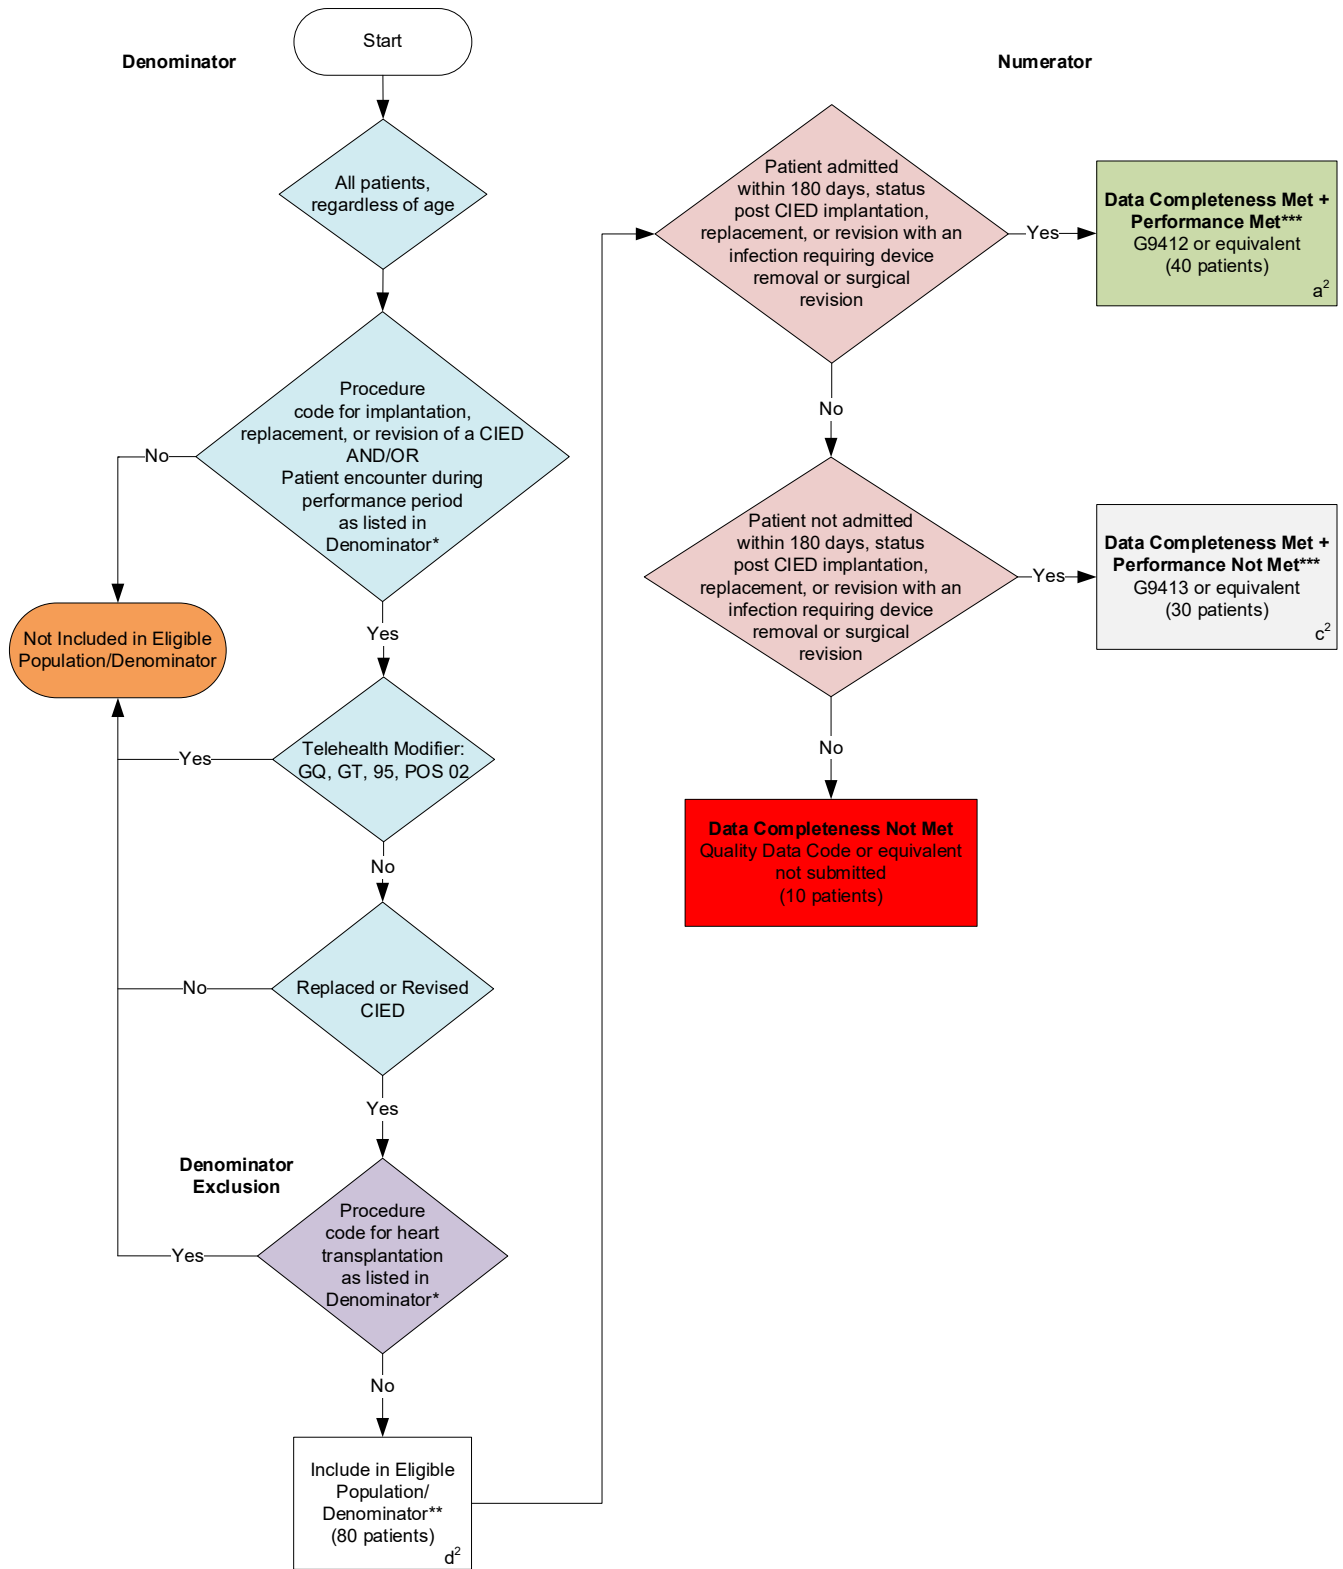 Start
Denominator
All patients,
regardless of age
Procedure
code for implantation,
replacement, or revision of a CIED
AND/OR
Patient encounter during
performance period
as listed in
Denominator*
No
Not Included in Eligible
Population/Denominator
Yes
Telehealth Modifier:
GQ, GT, 95, POS 02
Yes
No
Replaced or Revised
CIED
No
Yes
Denominator
Exclusion
Procedure
code for heart
transplantation
as listed in
Denominator*
Yes
No
Include in Eligible
Population/
Denominator**
(80 patients)
d²
Numerator
Patient admitted
within 180 days, status
post CIED implantation,
replacement, or revision with an
infection requiring device
removal or surgical
revision
Yes
Data Completeness Met +
Performance Met***
G9412 or equivalent
(40 patients)
a²
No
Patient not admitted
within 180 days, status
post CIED implantation,
replacement, or revision with an
infection requiring device
removal or surgical
revision
Yes
Data Completeness Met +
Performance Not Met***
G9413 or equivalent
(30 patients)
c²
No
Data Completeness Not Met
Quality Data Code or equivalent
not submitted
(10 patients)